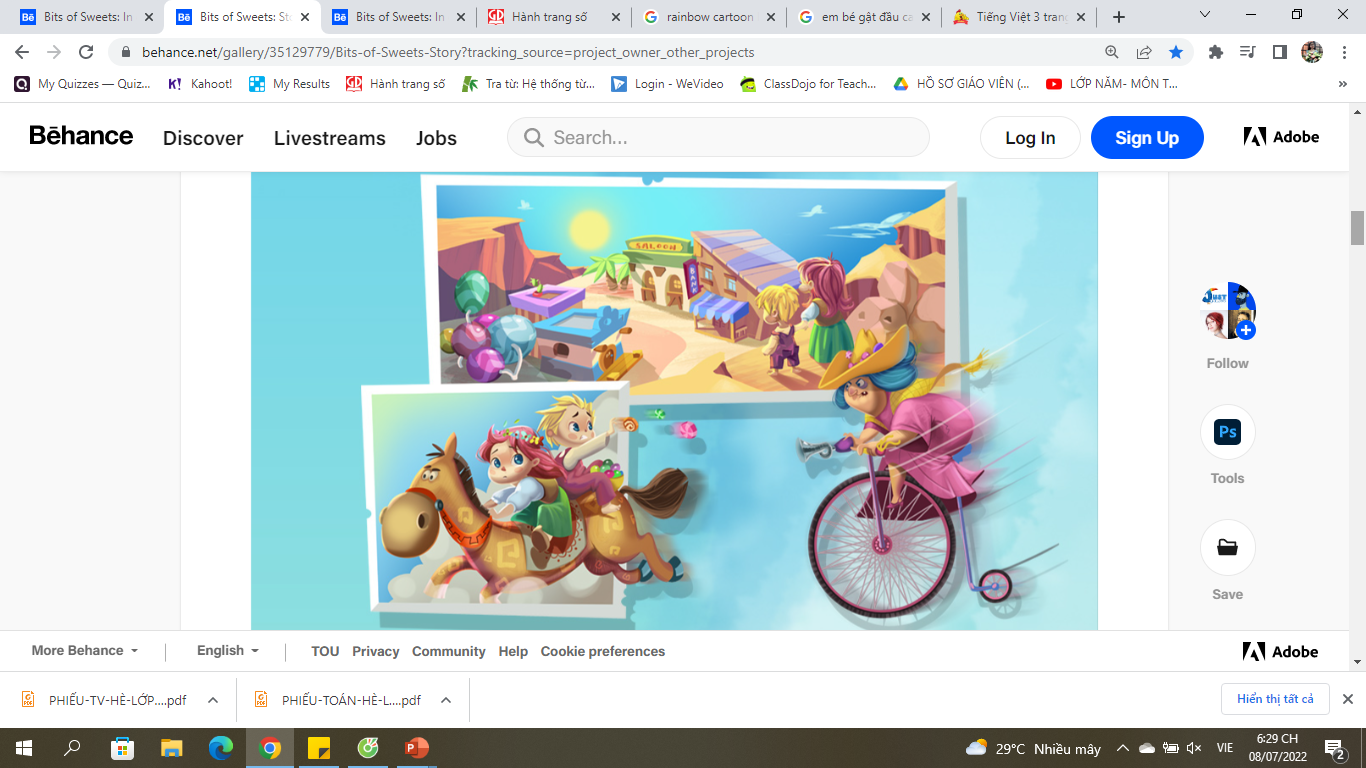 Bits of Sweets: In
Bits of Sweets: Sto
Bits of Sweets: In
Hành trang số
rainbow cartoon
em bé gật đầu ca
Tiếng Việt 3 trang
behance.net/gallery/35129779/Bits-of-Sweets-Story?tracking_source=project_owner_other_projects
My Quizzes — Quiz...
Kahoot!
My Results
Hành trang số
Tra từ: Hệ thống từ...
Login - WeVideo
ClassDojo for Teach...
HỒ SƠ GIÁO VIÊN (...
LỚP NĂM- MÔN T...
»
Bēhance
Discover
Livestreams
Jobs
Search...
Log In
Sign Up
Adobe
SALOON
BANK
Follow
Ps
Tools
Save
More Behance
English
TOU
Privacy
Community
Help
Cookie preferences
Adobe
PHIẾU-TV-HÈ-LỚP....pdf
PHIẾU-TOÁN-HÈ-L....pdf
Hiển thị tất cả
29°C Nhiều mây
VIE
6:29 CH
08/07/2022
2